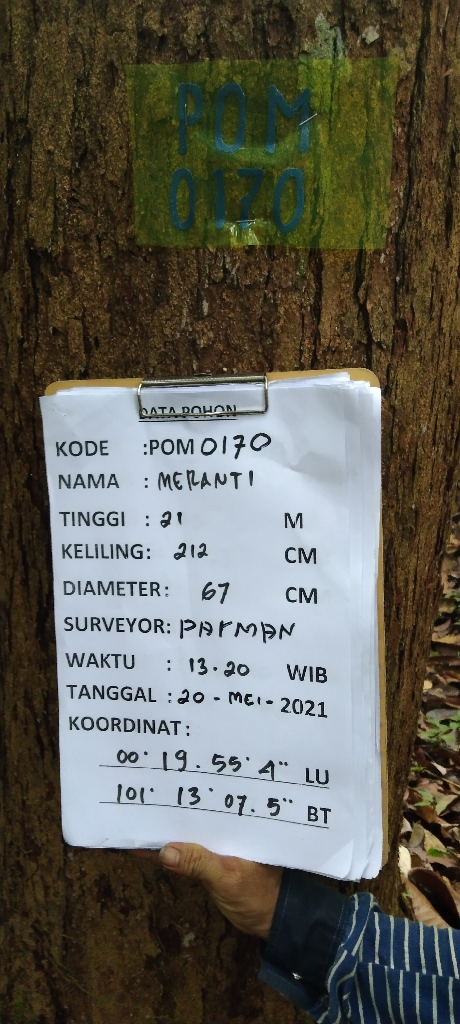 POM
0170
DATA POHON
KODE :POM 0170
NAMA : MERANTI
TINGGI : 21 M
KELILING: 212 CM
DIAMETER: 67 CM
SURVEYOR: PARMAN
WAKTU : 13.20 WIB
TANGGAL : 20 - MEI - 2021
KOORDINAT:
00° 19. 55' 4" LU
101° 13° 07. 5" BT